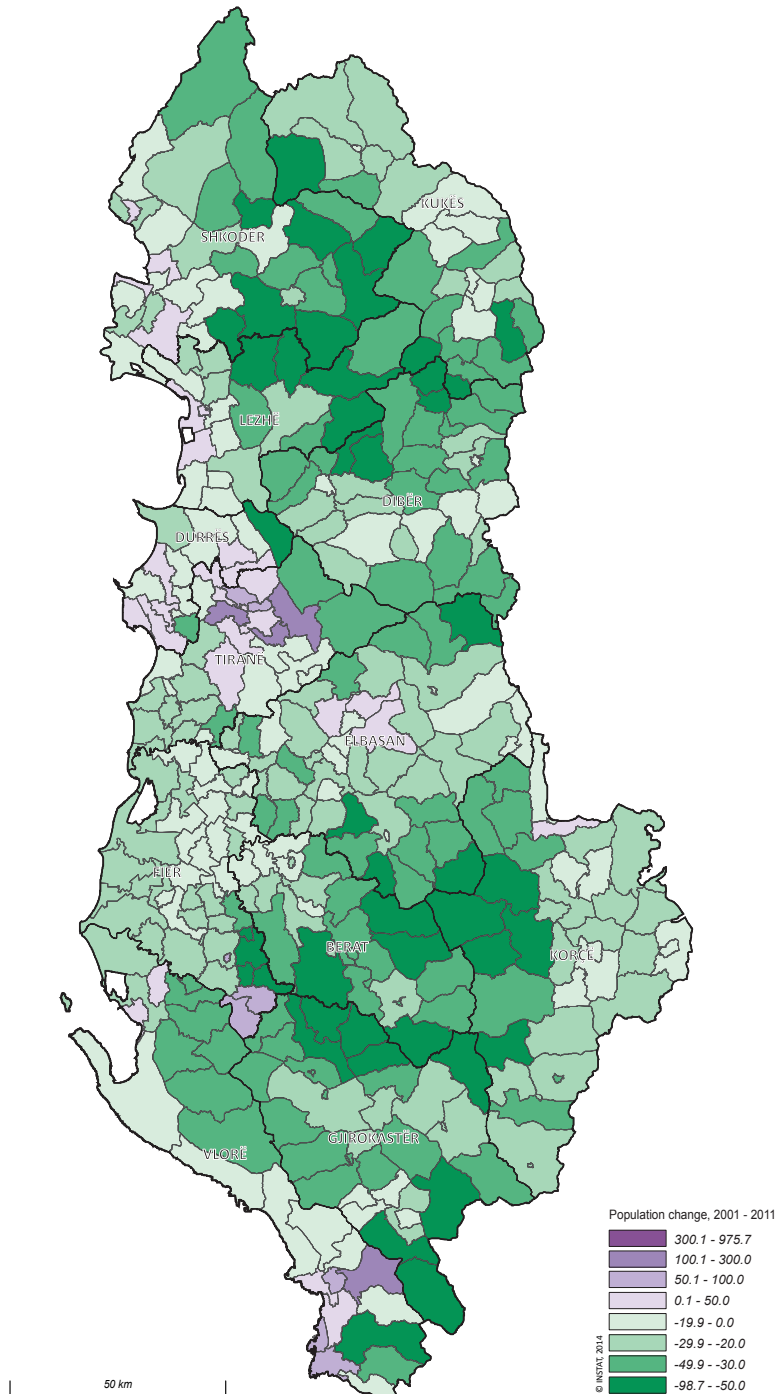 KUKËS
SHKODËR
LEZHË
DIBËR
DURRËS
TIRANË
ELBASAN
FIER
BERAT
KORCË
GJIROKASTËR
VLORË
Population change, 2001 - 2011
300.1 - 975.7
100.1 - 300.0
50.1 - 100.0
0.1 - 50.0
-19.9 - 0.0
-29.9 - -20.0
-49.9 - -30.0
-98.7 - -50.0
© INSTAT, 2014
50 km